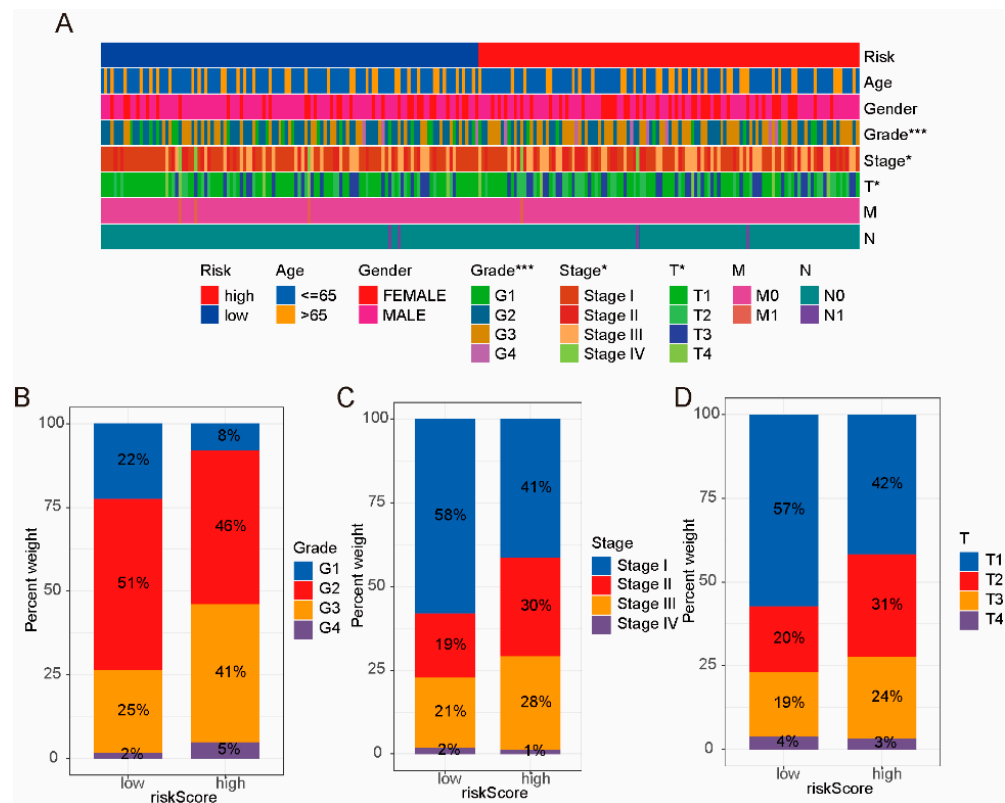 A
Risk
Age
Gender
Grade***
Stage*
T*
M
N
Risk Age Gender Grade*** Stage* T* M N
high <=65 FEMALE G1 Stage I T1 M0 N0
low >65 MALE G2 Stage II T2 M1 N1
G3 Stage III T3
G4 Stage IV T4
B
Percent weight
100
75
50
25
0
22%
51%
25%
2%
8%
46%
41%
5%
low high
riskScore
Grade
G1
G2
G3
G4
C
Percent weight
100
75
50
25
0
58%
19%
21%
2%
41%
30%
28%
1%
low high
riskScore
Stage
Stage I
Stage II
Stage III
Stage IV
D
Percent weight
100
75
50
25
0
57%
20%
19%
4%
42%
31%
24%
3%
low high
riskScore
T
T1
T2
T3
T4